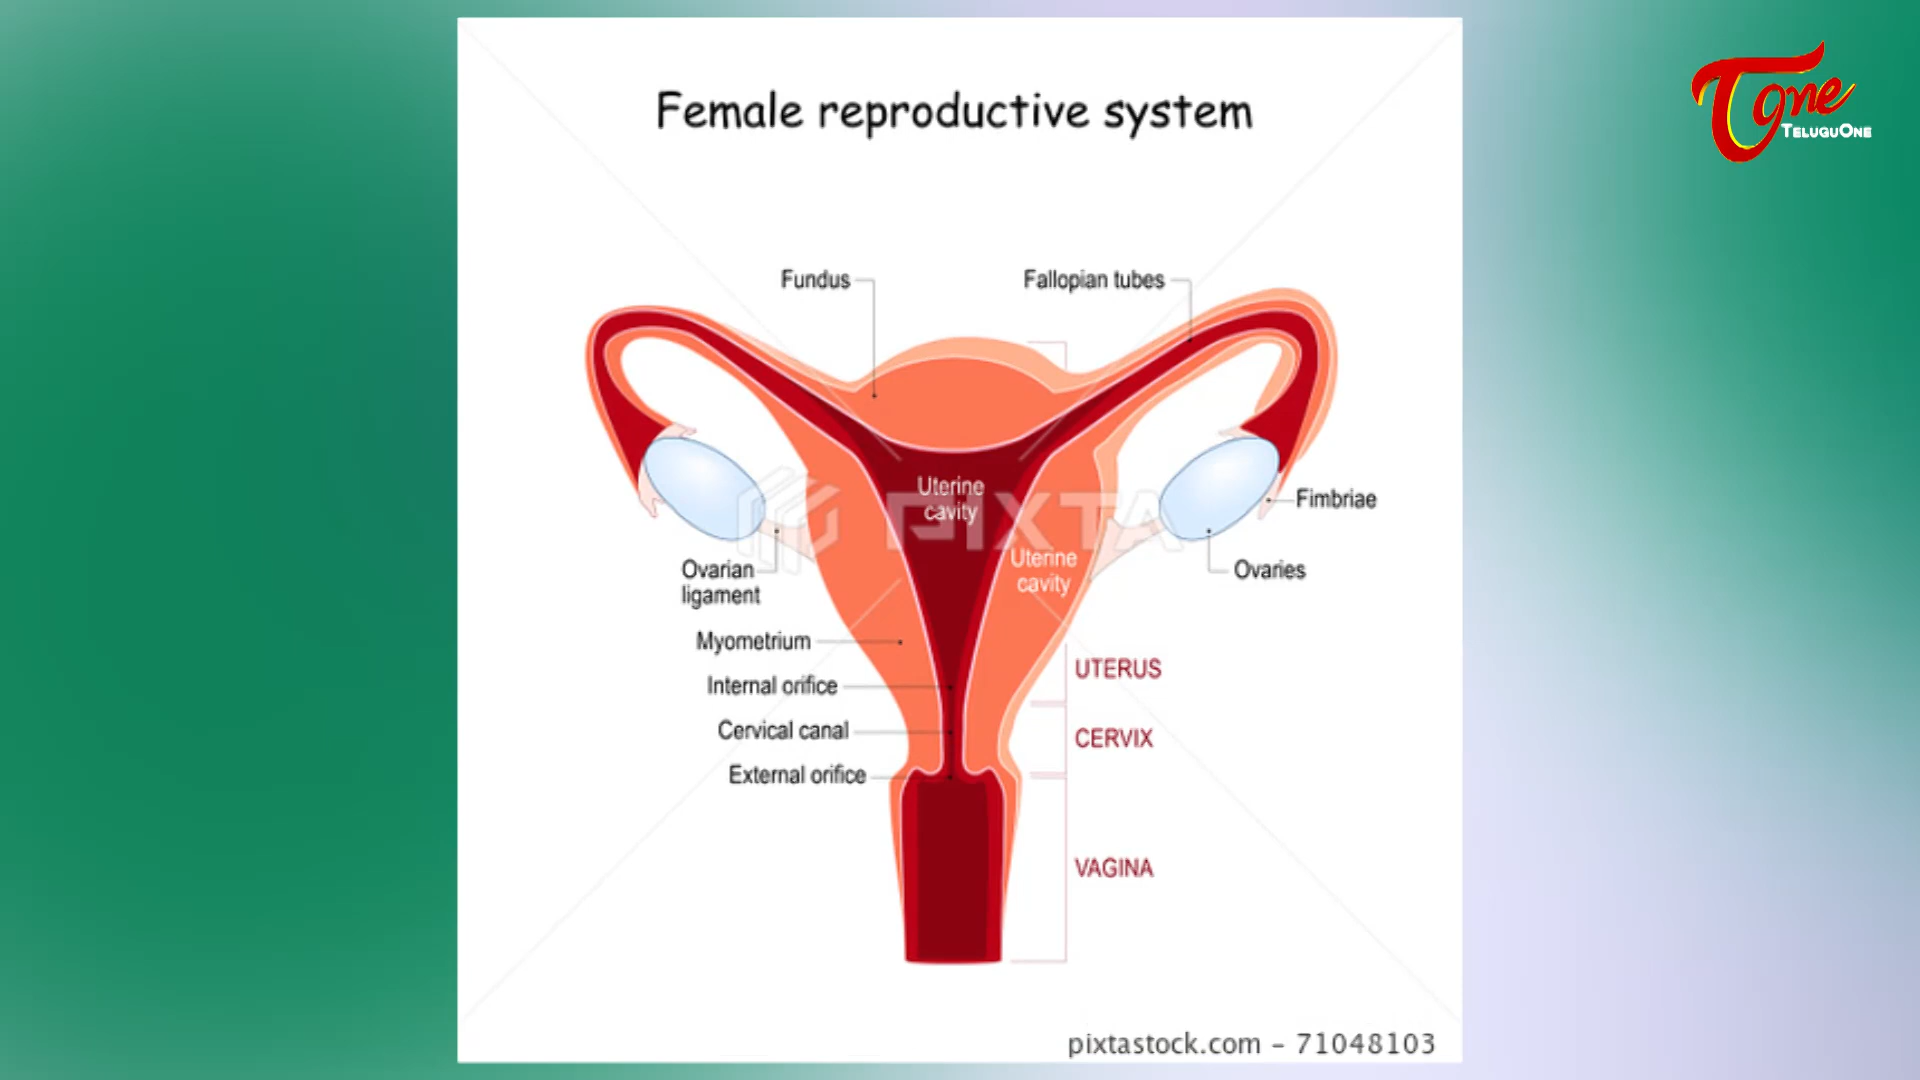 Female reproductive system
Tone
TELUGUONE
Fundus
Fallopian tubes
Uterine
cavity
PIXTA
Uterine
cavity
Fimbriae
Ovarian
ligament
Ovaries
Myometrium
UTERUS
Internal orifice
Cervical canal
CERVIX
External orifice
VAGINA
pixtastock.com - 71048103